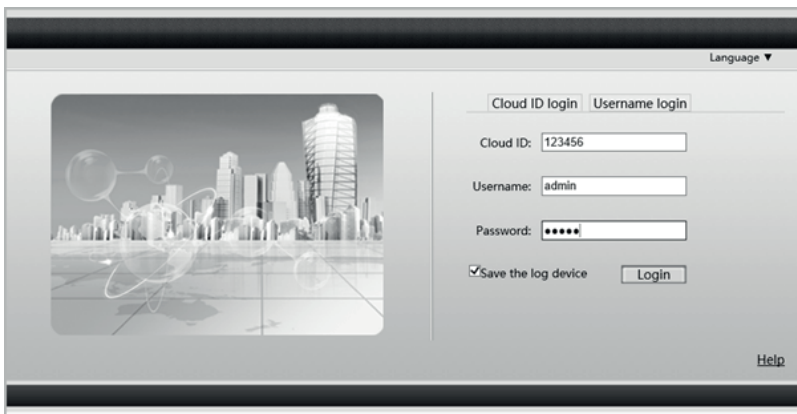 Language ▼
Cloud ID login Username login
Cloud ID: 123456
Username: admin
Password: •••••
Save the log device Login
Help